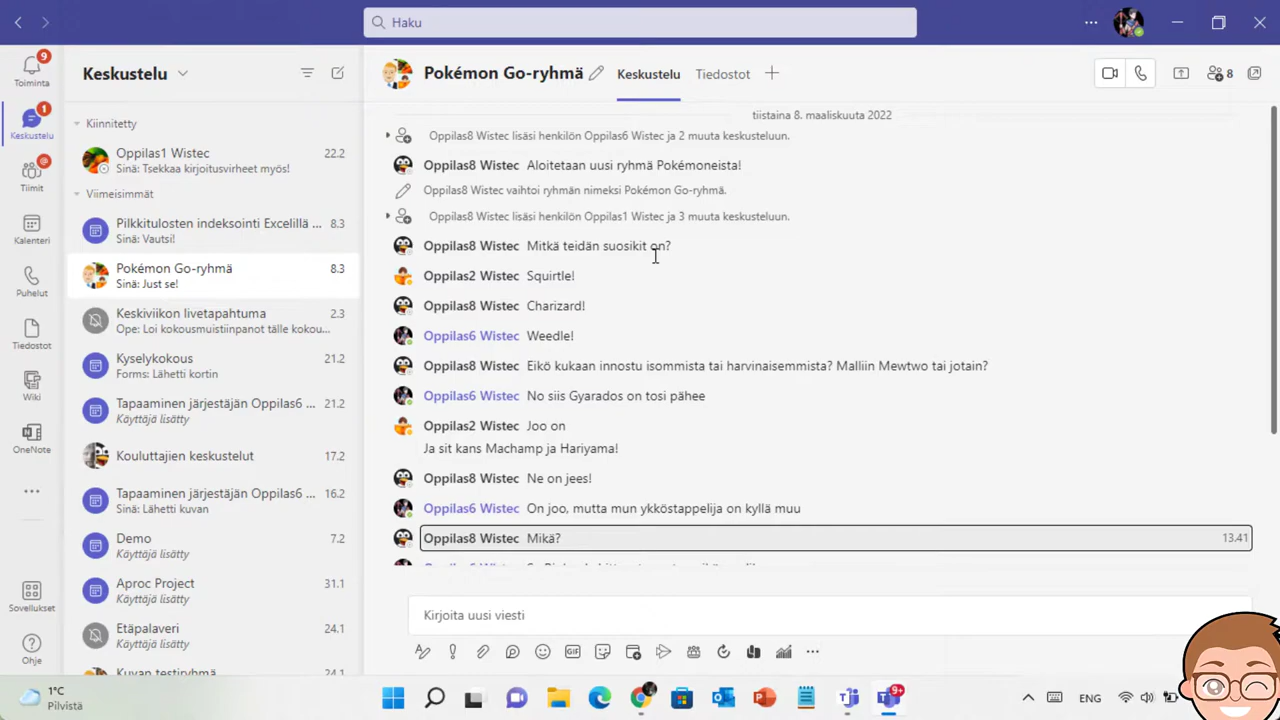 Haku
9
Toiminta
1
Keskustelu
@
Tiimit
Kalenteri
Puhelut
Tiedostot
Wiki
OneNote
Sovellukset
Ohje
Keskustelu
Kiinnitetty
Oppilas1 Wistec 22.2
Sinä: Tsekkaa kirjoitusvirheet myös!
Viimeisimmät
Pilkkitulosten indeksointi Excelillä ... 8.3
Sinä: Vautsi!
Pokémon Go-ryhmä 8.3
Sinä: Just se!
Keskiviikon livetapahtuma 2.3
Ope: Loi kokousmuistiinpanot tälle kokou...
Kyselykokous 21.2
Forms: Lähetti kortin
Tapaaminen järjestäjän Oppilas6 ... 21.2
Käyttäjä lisätty
Kouluttajien keskustelut 17.2
Tapaaminen järjestäjän Oppilas6 ... 16.2
Sinä: Lähetti kuvan
Demo 7.2
Käyttäjä lisätty
Aproc Project 31.1
Käyttäjä lisätty
Etäpalaveri 24.1
Käyttäjä lisätty
Kuvan testiryhmä 24.1
Pokémon Go-ryhmä Keskustelu Tiedostot 8
tiistaina 8. maaliskuuta 2022
Oppilas8 Wistec lisäsi henkilön Oppilas6 Wistec ja 2 muuta keskusteluun.
Oppilas8 Wistec Aloitetaan uusi ryhmä Pokémoneista!
Oppilas8 Wistec vaihtoi ryhmän nimeksi Pokémon Go-ryhmä.
Oppilas8 Wistec lisäsi henkilön Oppilas1 Wistec ja 3 muuta keskusteluun.
Oppilas8 Wistec Mitkä teidän suosikit on?
Oppilas2 Wistec Squirtle!
Oppilas8 Wistec Charizard!
Oppilas6 Wistec Weedle!
Oppilas8 Wistec Eikö kukaan innostu isommista tai harvinaisemmista? Malliin Mewtwo tai jotain?
Oppilas6 Wistec No siis Gyarados on tosi pähee
Oppilas2 Wistec Joo on
Ja sit kans Machamp ja Hariyama!
Oppilas8 Wistec Ne on jees!
Oppilas6 Wistec On joo, mutta mun ykköstappelija on kyllä muu
Oppilas8 Wistec Mikä? 13.41
Oppilas6 Wistec
Kirjoita uusi viesti
GIF
1°C
Pilvistä
9+
ENG